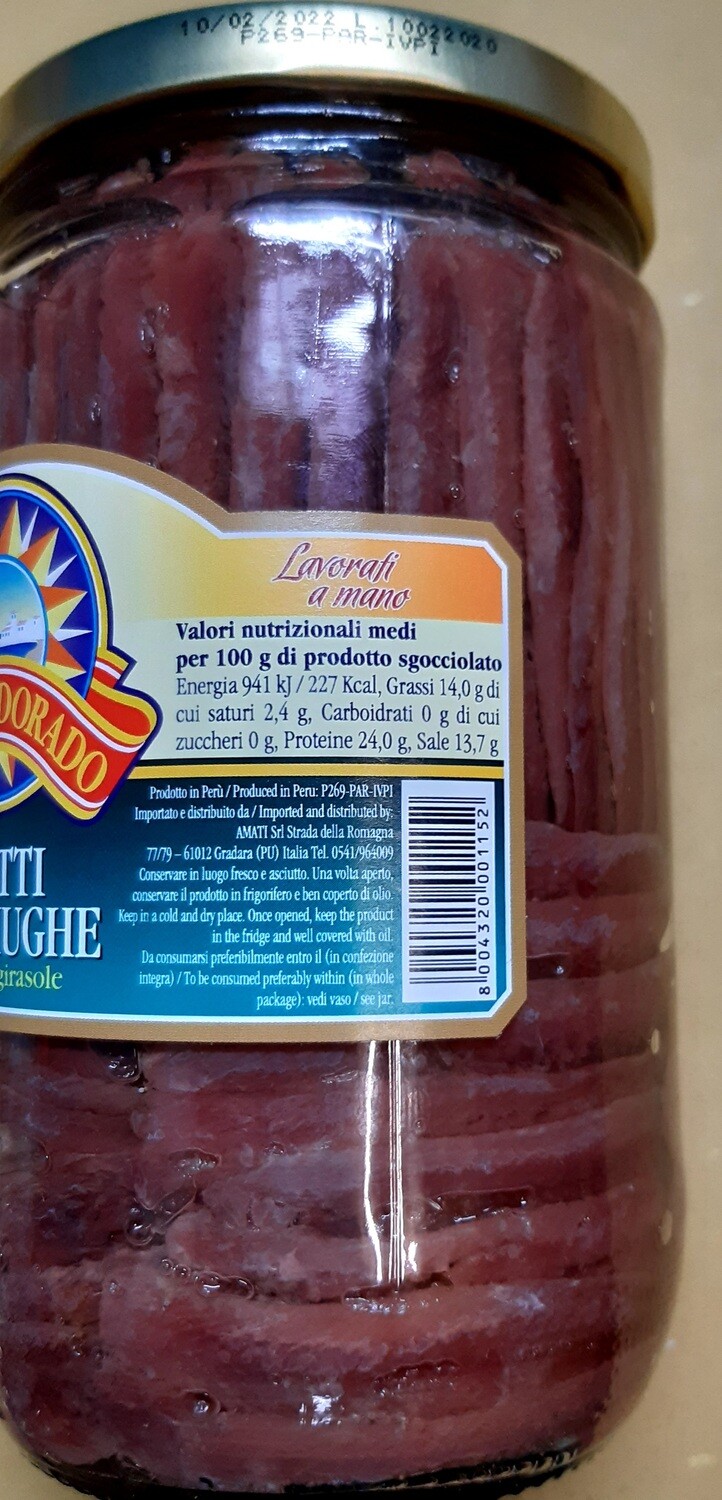 10/02/2022 L 10022020
P269-PAR-IVPI
Lavorati
a mano
Valori nutrizionali medi
per 100 g di prodotto sgocciolato
Energia 941 kJ / 227 Kcal, Grassi 14,0 g di
cui saturi 2,4 g, Carboidrati 0 g di cui
zuccheri 0 g, Proteine 24,0 g, Sale 13,7 g
DORADO
Prodotto in Perù / Produced in Peru: P269-PAR-IVPI
Importato e distribuito da / Imported and distributed by:
AMATI Srl Strada della Romagna
77/79 – 61012 Gradara (PU) Italia Tel. 0541/964009
Conservare in luogo fresco e asciutto. Una volta aperto,
conservare il prodotto in frigorifero e ben coperto di olio.
Keep in a cold and dry place. Once opened, keep the product
in the fridge and well covered with oil.
Da consumarsi preferibilmente entro il (in confezione
integra) / To be consumed preferably within (in whole
package): vedi vaso / see jar.
8 004320 001152
TTI
UGHE
girasole